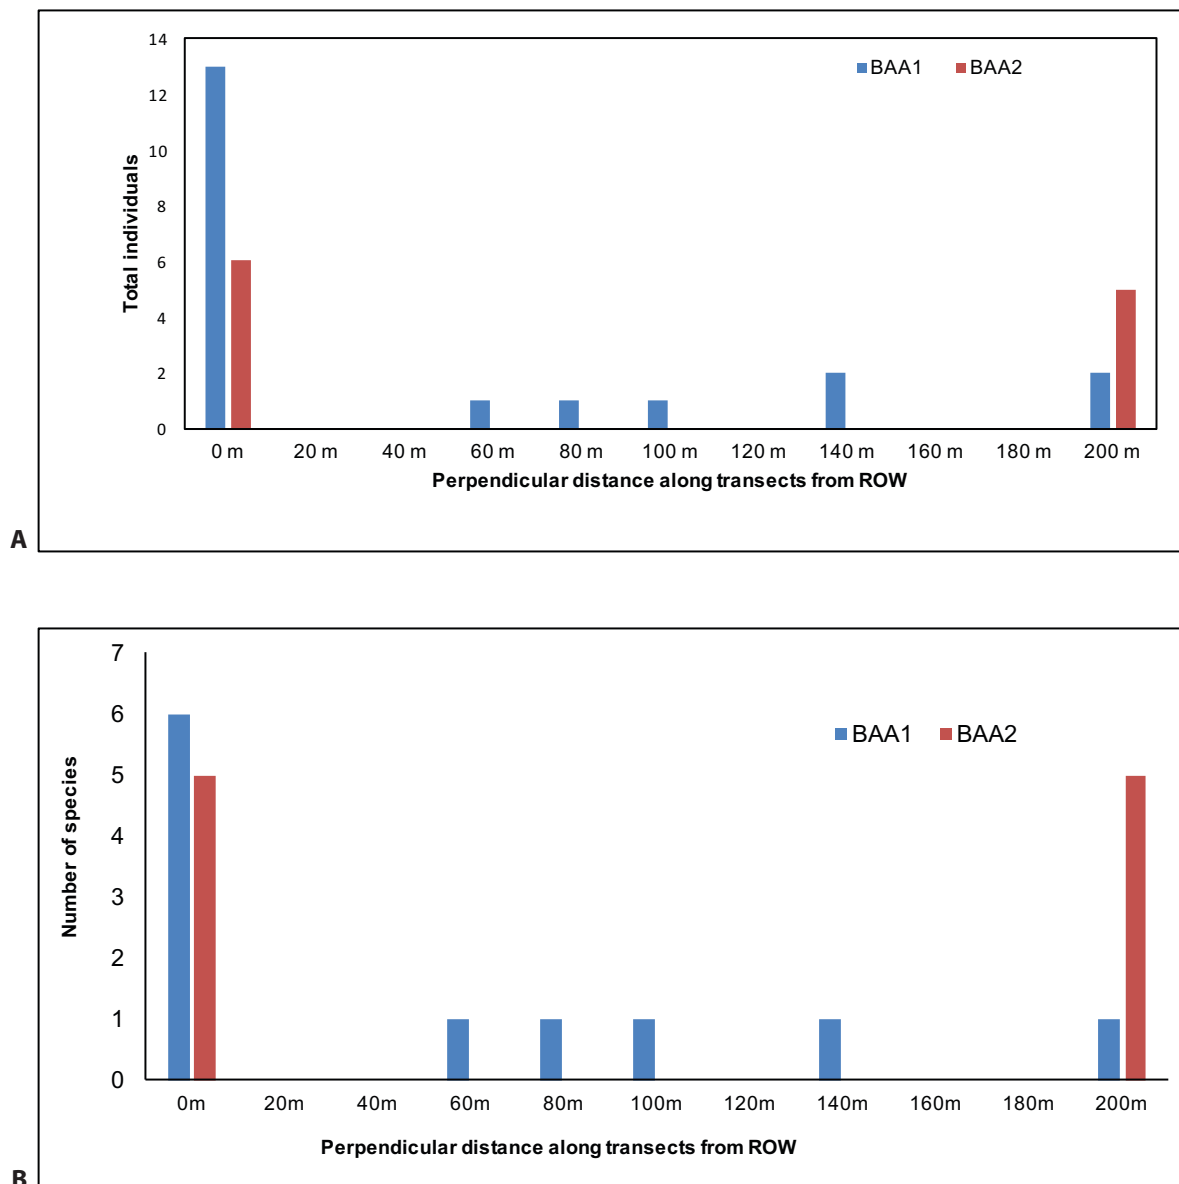 14
12
10
8
6
4
2
0
Total individuals
BAA1 BAA2
0 m 20 m 40 m 60 m 80 m 100 m 120 m 140 m 160 m 180 m 200 m
Perpendicular distance along transects from ROW
A
7
6
5
4
3
2
1
0
Number of species
BAA1 BAA2
0m 20m 40m 60m 80m 100m 120m 140m 160m 180m 200m
Perpendicular distance along transects from ROW
B